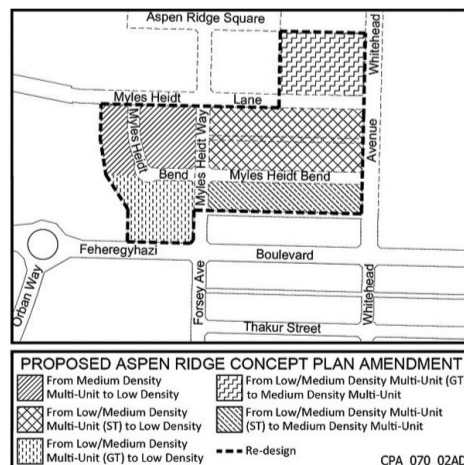 Aspen Ridge Square
Whitehead
Myles Heidt Lane
Myles Heidt
Myles Heidt Way
Avenue
Bend
Myles Heidt Bend
Feheregyhazi Boulevard
Orban Way
Forsey Ave
Whitehead
Thakur Street
PROPOSED ASPEN RIDGE CONCEPT PLAN AMENDMENT
From Medium Density
Multi-Unit to Low Density
From Low/Medium Density
Multi-Unit (ST) to Low Density
From Low/Medium Density
Multi-Unit (GT) to Low Density
From Low/Medium Density Multi-Unit (GT)
to Medium Density Multi-Unit
From Low/Medium Density Multi-Unit
(ST) to Medium Density Multi-Unit
Re-design
CPA_070_02AD